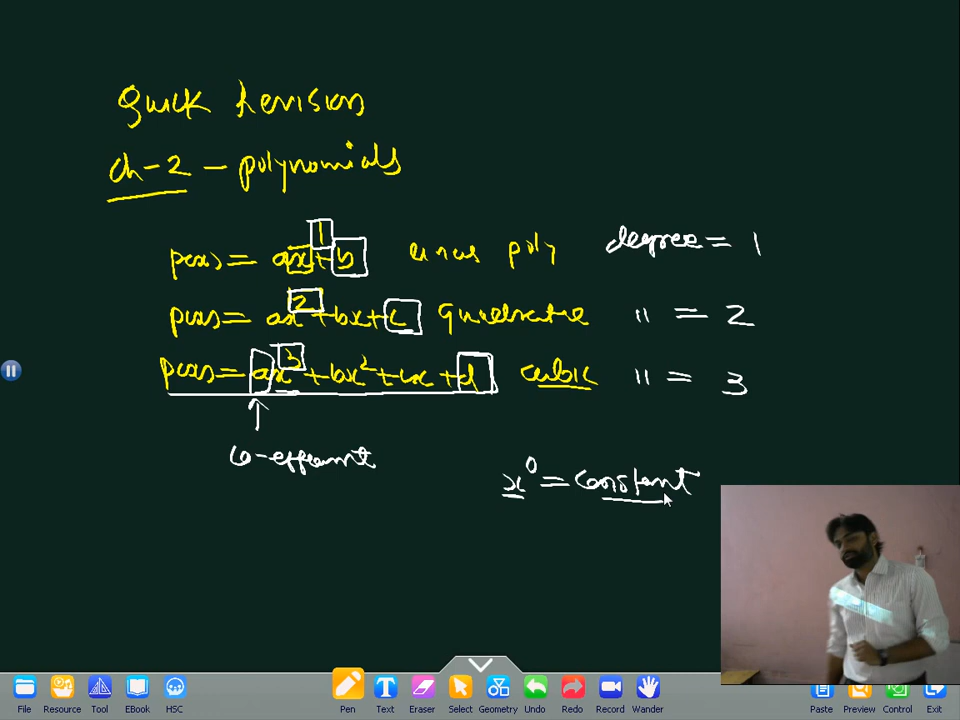 Quick Revision
ch-2 - polynomials
p(x) = ax¹+b linear poly degree = 1
p(x) = ax²+bx+c quadratic " = 2
p(x) = ax³+bx²+cx+d cubic " = 3
↑
co-efficient
x⁰ = constant
File Resource Tool EBook HSC Pen Text Eraser Select Geometry Undo Redo Record Wander Paste Preview Control Exit